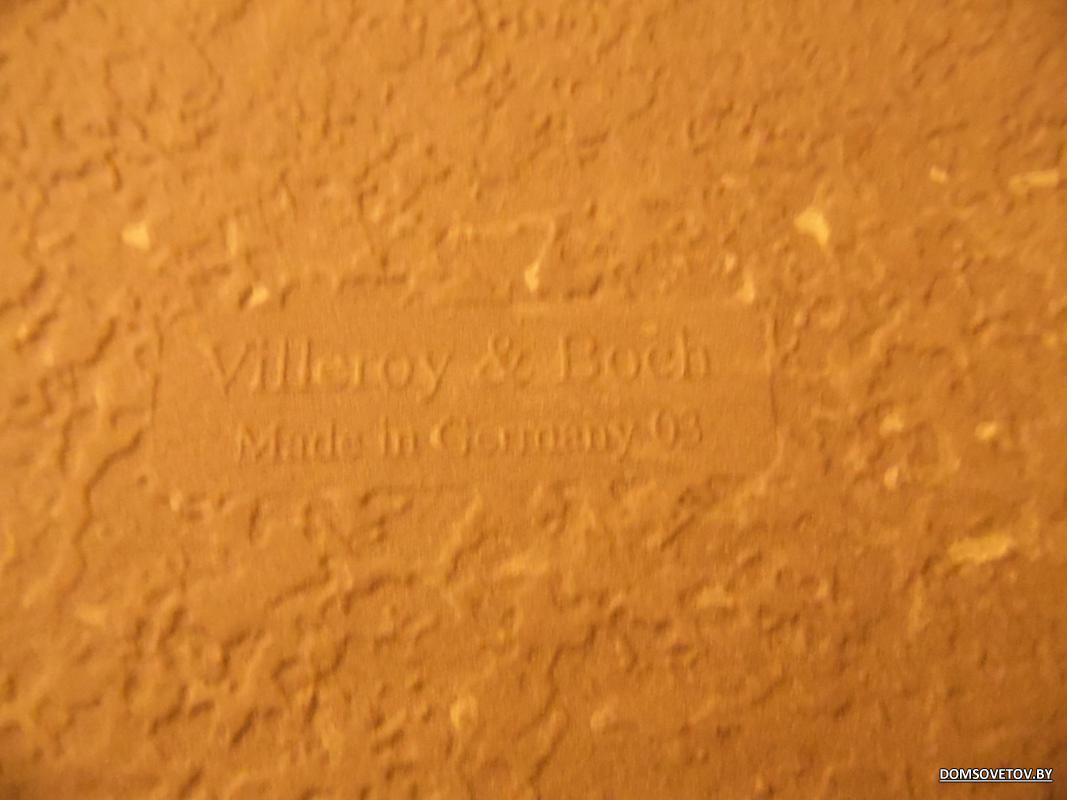 Villeroy & Boch
Made in Germany 03
DOMSOVETOV.BY